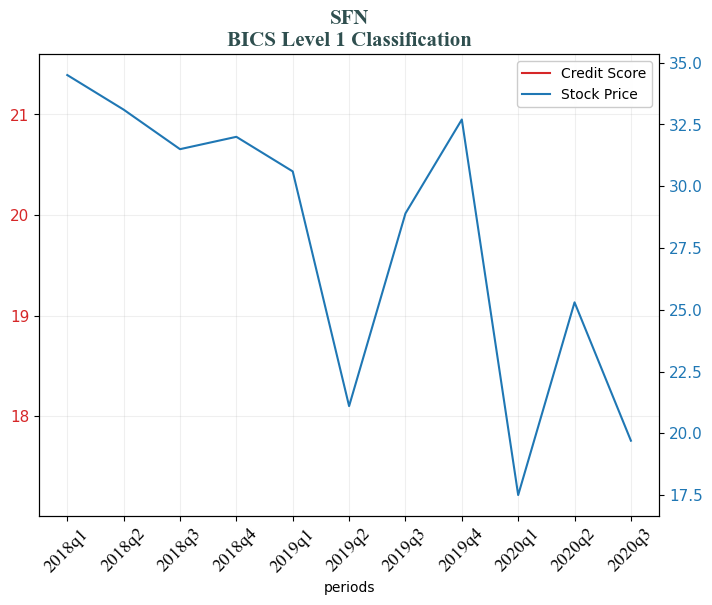 SFN
BICS Level 1 Classification
Credit Score
Stock Price
21
20
19
18
35.0
32.5
30.0
27.5
25.0
22.5
20.0
17.5
2018q1
2018q2
2018q3
2018q4
2019q1
2019q2
2019q3
2019q4
2020q1
2020q2
2020q3
periods